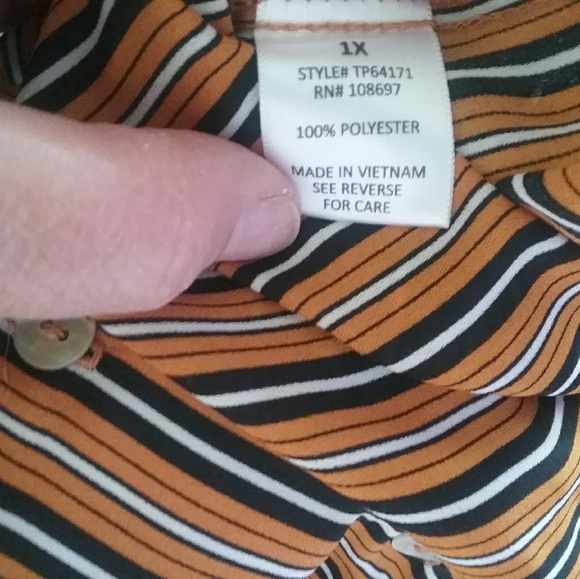 1X
STYLE# TP64171
RN# 108697
100% POLYESTER
MADE IN VIETNAM
SEE REVERSE
FOR CARE